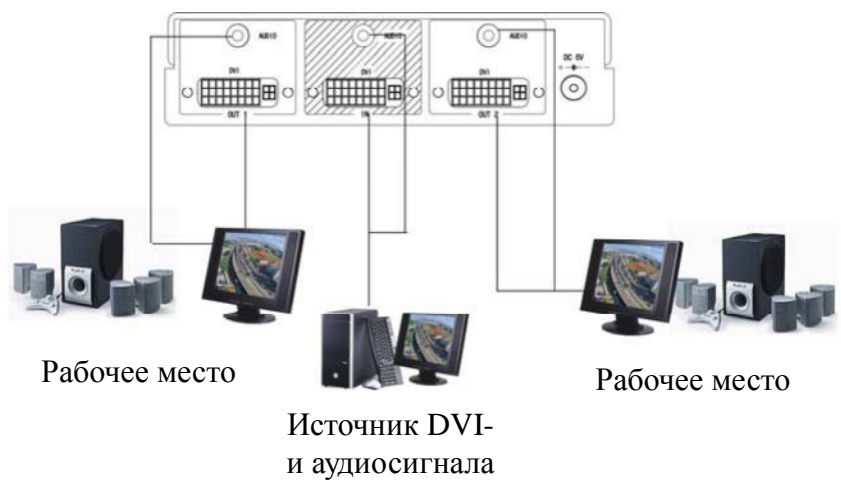 AUDIO
AUDIO
AUDIO
DC 5V
DVI
DVI
DVI
OUT 1
IN
OUT 2
Рабочее место
Рабочее место
Источник DVI-
и аудиосигнала